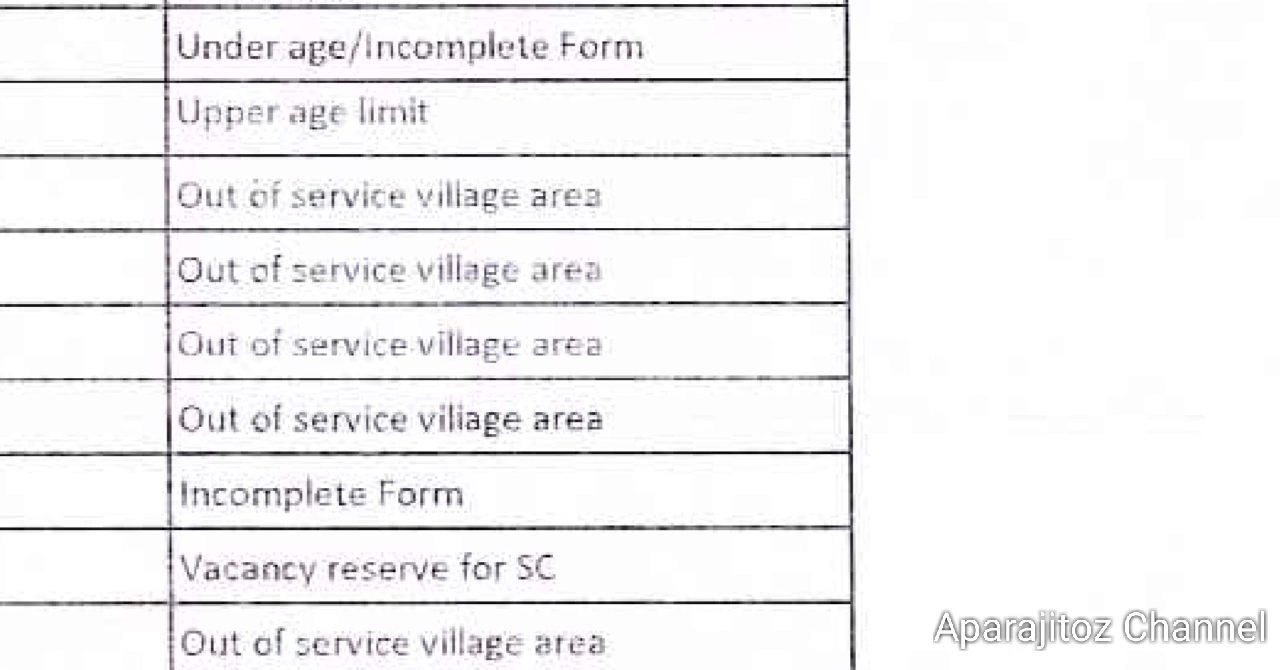 Under age/Incomplete Form
Upper age limit
Out of service village area
Out of service village area
Out of service village area
Out of service village area
Incomplete Form
Vacancy reserve for SC
Out of service village area
Aparajitoz Channel